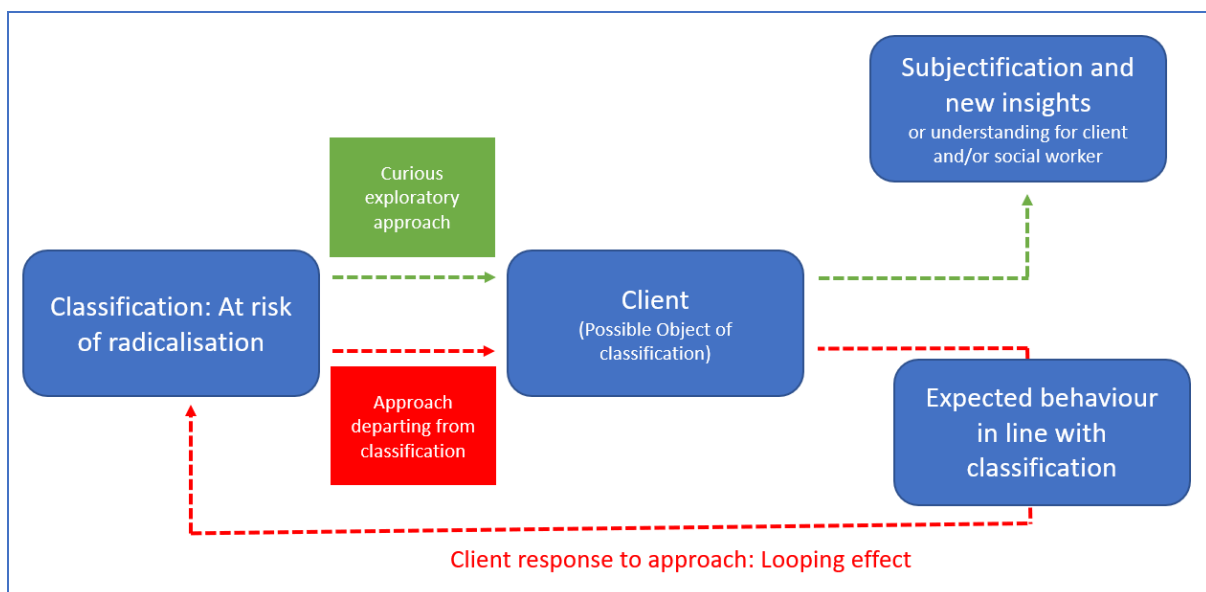 Subjectification and
new insights
or understanding for client
and/or social worker
Curious
exploratory
approach
Classification: At risk
of radicalisation
Client
(Possible Object of
classification)
Approach
departing from
classification
Expected behaviour
in line with
classification
Client response to approach: Looping effect